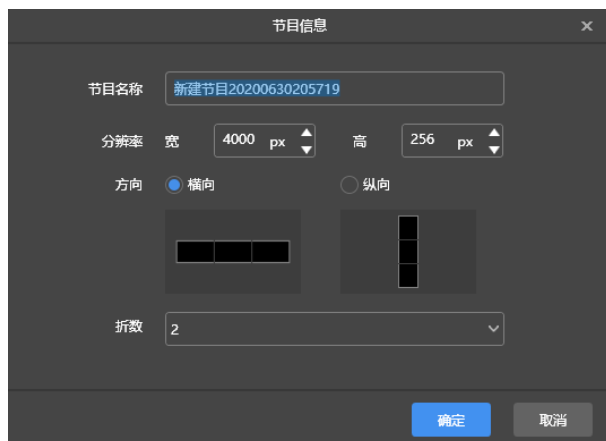 节目信息
节目名称 新建节目20200630205719
分辨率 宽 4000 px 高 256 px
方向 横向 纵向
折数 2
确定 取消